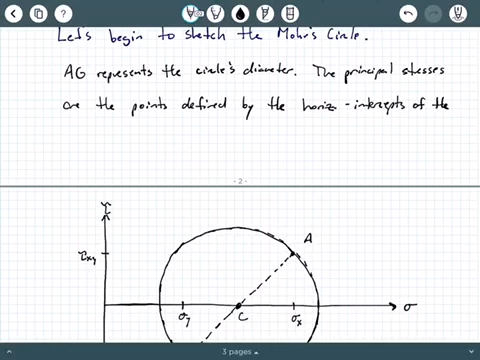 Let's begin to sketch the Mohr's Circle.
AG represents the circle's diameter. The principal stresses
are the points defined by the horiz-intercepts of the
- 2 -
τ
τxy
A
σy
C
σx
σ
3 pages